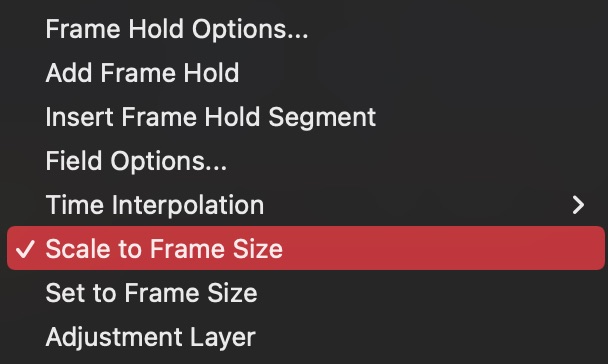 Frame Hold Options...
Add Frame Hold
Insert Frame Hold Segment
Field Options...
Time Interpolation
Scale to Frame Size
Set to Frame Size
Adjustment Layer